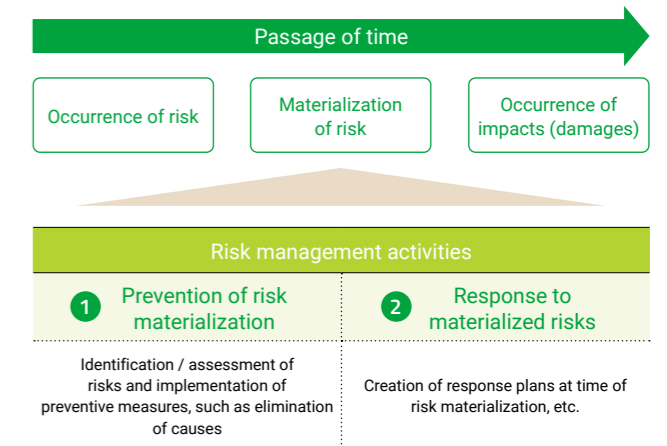 Passage of time
Occurrence of risk
Materialization
of risk
Occurrence of
impacts (damages)
Risk management activities
1
Prevention of risk
materialization
2
Response to
materialized risks
Identification / assessment of
risks and implementation of
preventive measures, such as elimination
of causes
Creation of response plans at time of
risk materialization, etc.